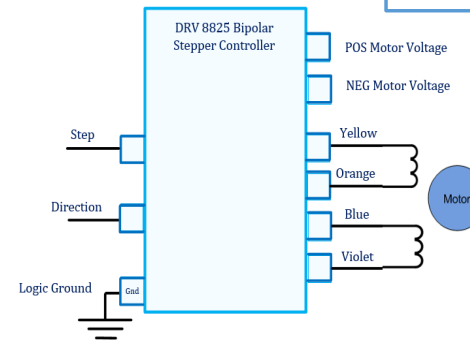 DRV 8825 Bipolar
Stepper Controller
POS Motor Voltage
NEG Motor Voltage
Step
Yellow
Orange
Direction
Blue
Motor
Violet
Logic Ground
Gnd